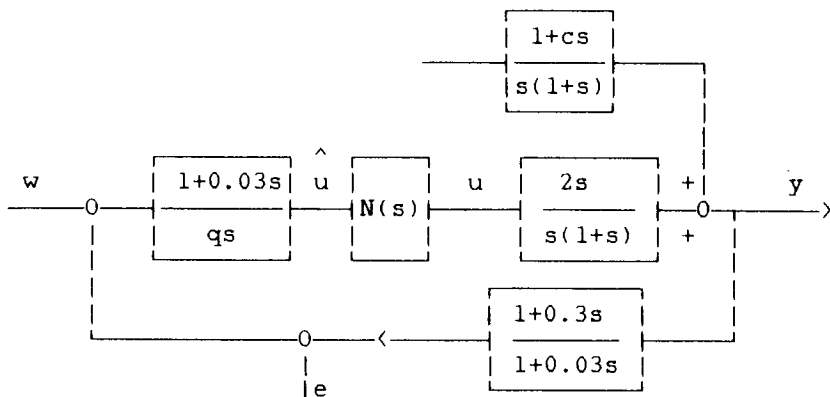 1+cs
s(1+s)
w
1+0.03s
qs
^
u
N(s)
u
2s
s(1+s)
+
+
y
1+0.3s
1+0.03s
e